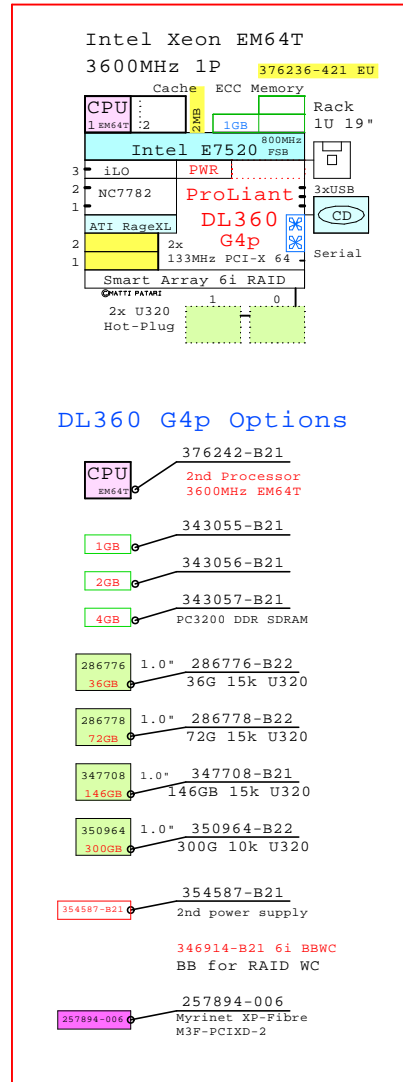 Intel Xeon EM64T
3600MHz 1P 376236-421 EU
Cache ECC Memory
CPU
1 EM64T :2
2MB
1GB
Rack
1U 19"
Intel E7520 800MHz FSB
3 iLO PWR
2 NC7782
1
ProLiant
DL360
G4p
3xUSB
CD
ATI RageXL
2 2x
1 133MHz PCI-X 64
Serial
Smart Array 6i RAID
©MATTI PATARI
1 0
2x U320
Hot-Plug
DL360 G4p Options
CPU
EM64T
376242-B21
2nd Processor
3600MHz EM64T
343055-B21
1GB
343056-B21
2GB
343057-B21
4GB
PC3200 DDR SDRAM
286776 1.0" 286776-B22
36GB 36G 15k U320
286778 1.0" 286778-B22
72GB 72G 15k U320
347708 1.0" 347708-B21
146GB 146GB 15k U320
350964 1.0" 350964-B22
300GB 300G 10k U320
354587-B21
354587-B21
2nd power supply
346914-B21 6i BBWC
BB for RAID WC
257894-006
257894-006
Myrinet XP-Fibre
M3F-PCIXD-2